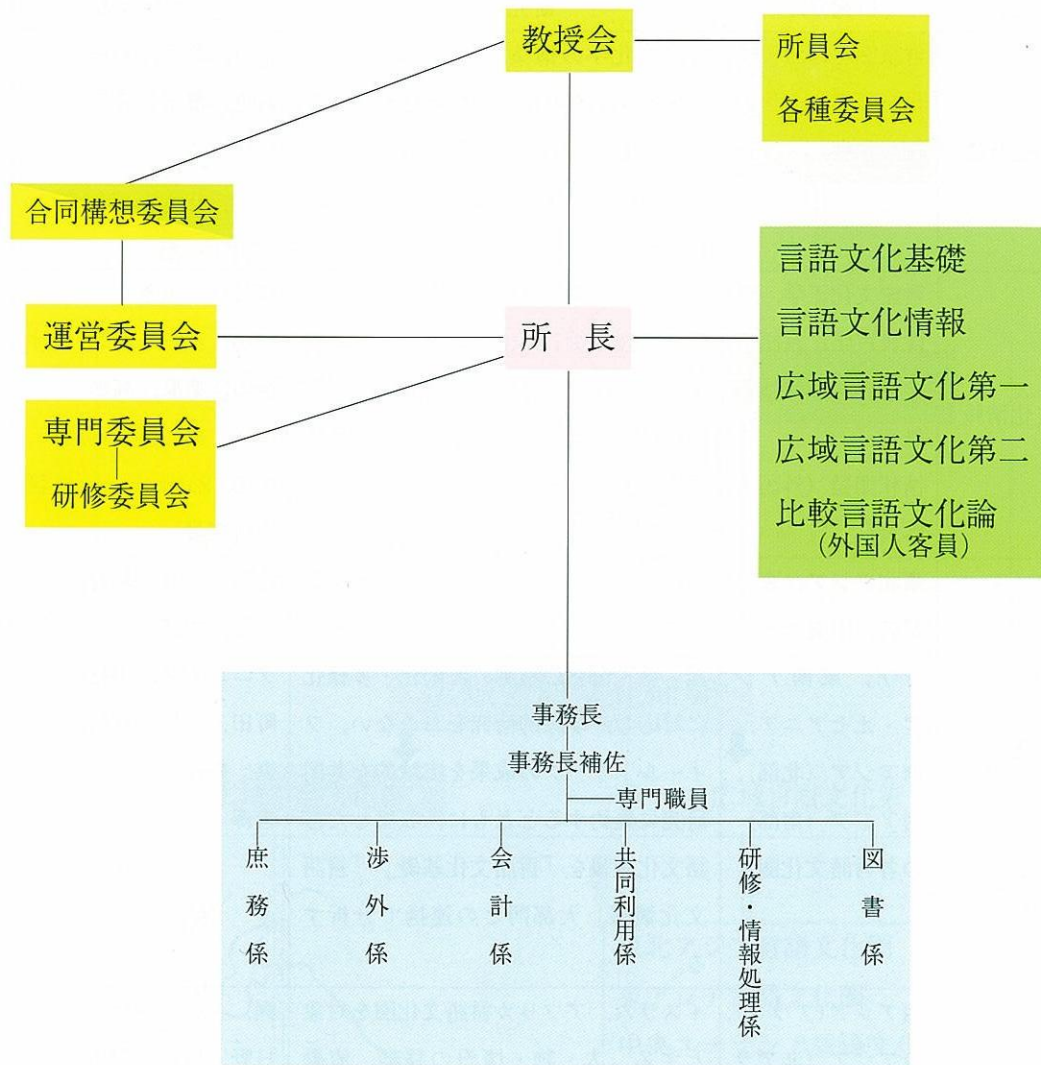 教授会
所員会
各種委員会
合同構想委員会
運営委員会
所 長
専門委員会
研修委員会
言語文化基礎
言語文化情報
広域言語文化第一
広域言語文化第二
比較言語文化論
(外国人客員)
事務長
事務長補佐
専門職員
庶務係
渉外係
会計係
共同利用係
研修・情報処理係
図書係